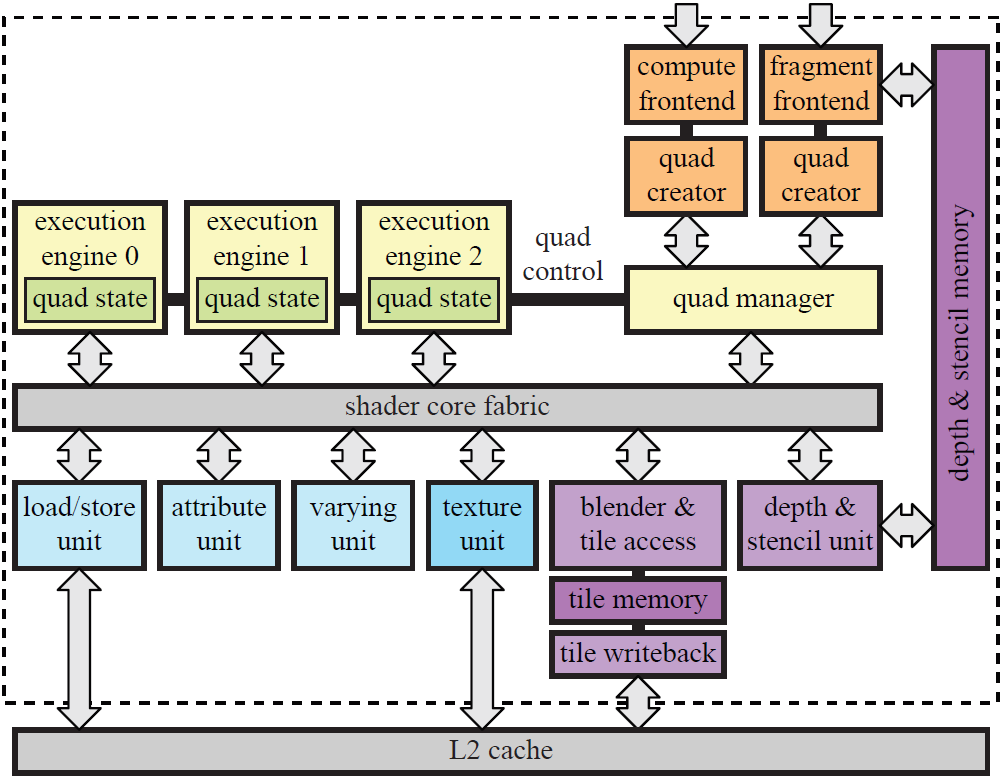 compute
frontend
fragment
frontend
quad
creator
quad
creator
execution
engine 0
quad state
execution
engine 1
quad state
execution
engine 2
quad state
quad
control
quad manager
depth & stencil memory
shader core fabric
load/store
unit
attribute
unit
varying
unit
texture
unit
blender &
tile access
depth &
stencil unit
tile memory
tile writeback
L2 cache